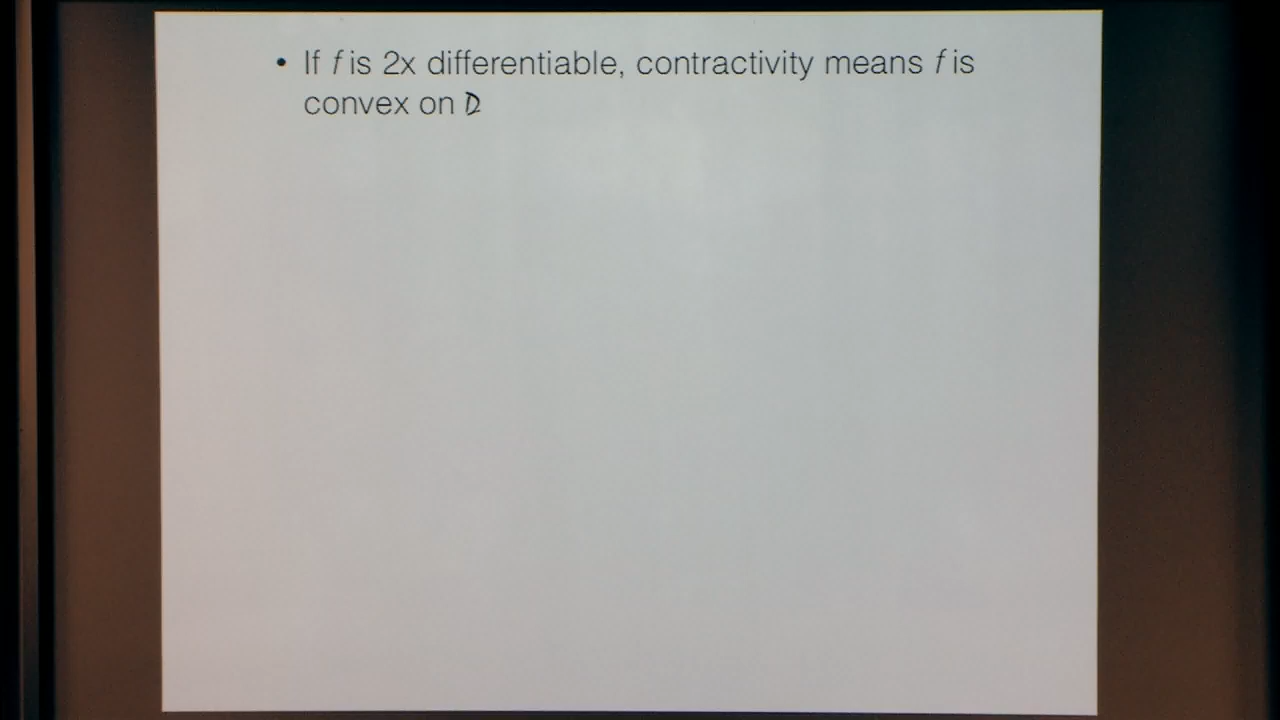 • If f is 2x differentiable, contractivity means f is
convex on D